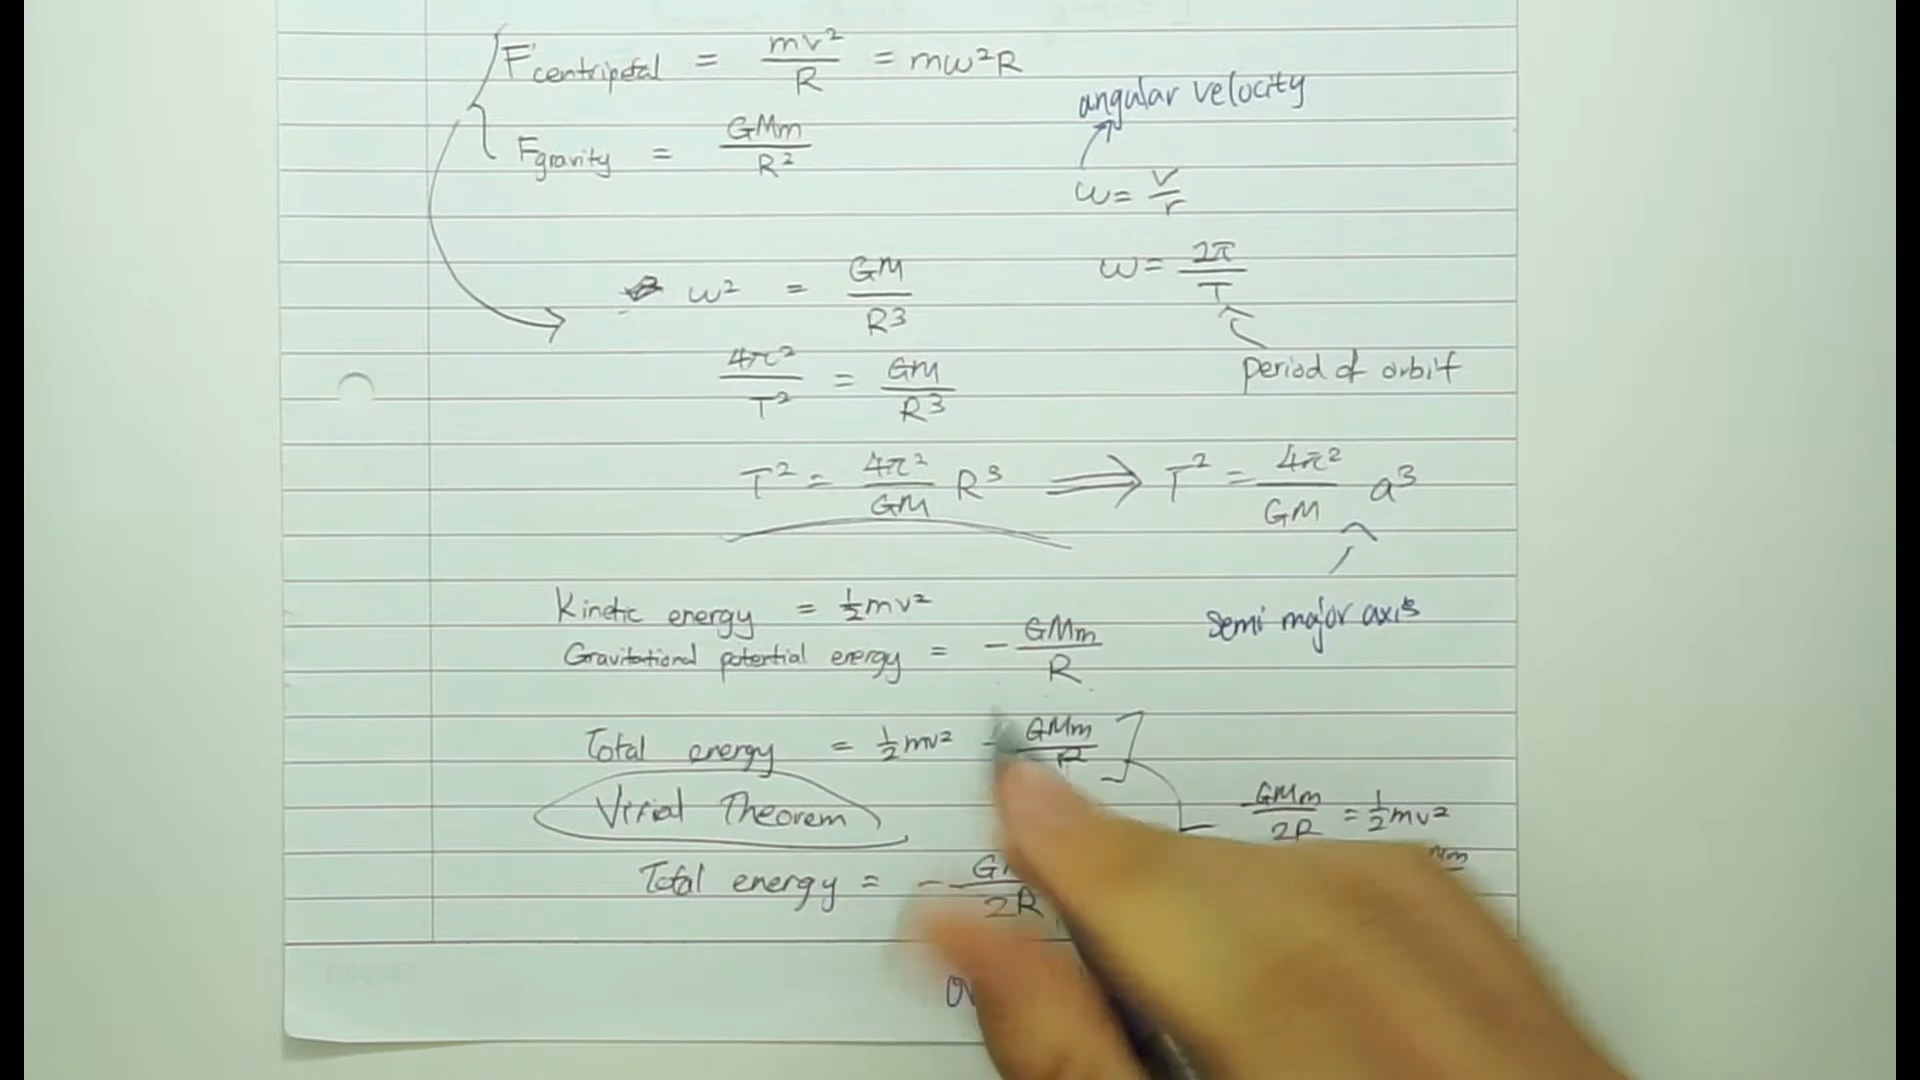 F centripetal = mv²/R = mω²R
angular velocity
F gravity = GMm/R²
ω = v/r
ω² = GM/R³
ω = 2π/T
4π²/T² = GM/R³
period of orbit
T² = 4π²/GM R³ ⟹ T² = 4π²/GM a³
Kinetic energy = ½mv²
semi major axis
Gravitational potential energy = - GMm/R
Total energy = ½mv² - GMm/R
GMm/2R = ½mv²
Virial Theorem
Total energy = - G /2R